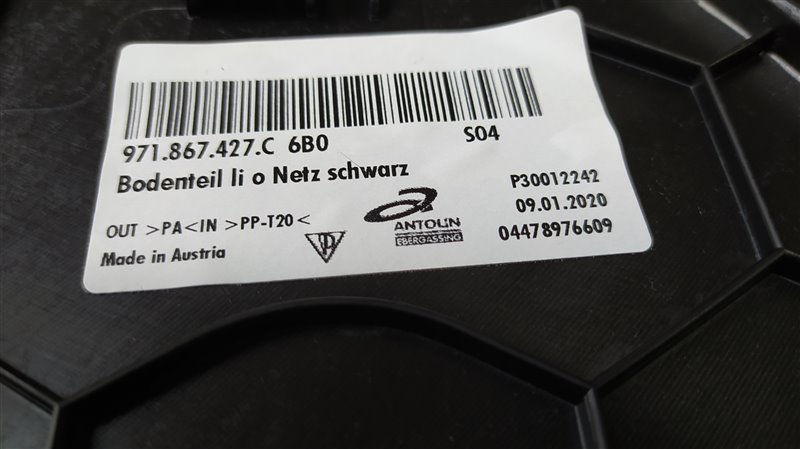 971.867.427.C 6B0 S04
Bodenteil li o Netz schwarz
P30012242
OUT >PA<IN >PP-T20<
ANTOLIN
09.01.2020
EBERGASSING
04478976609
Made in Austria